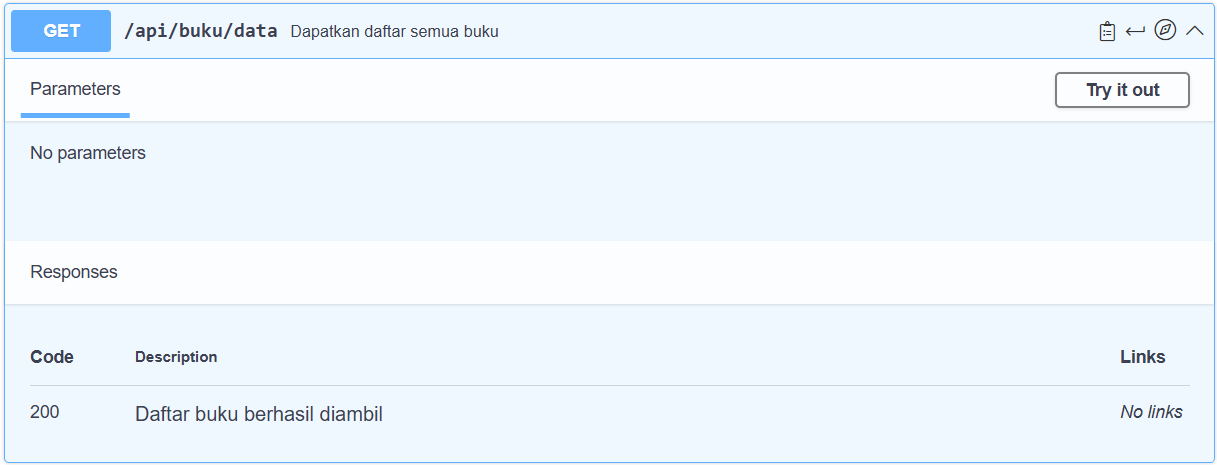 GET /api/buku/data Dapatkan daftar semua buku
Parameters Try it out
No parameters
Responses
Code Description Links
200 Daftar buku berhasil diambil No links